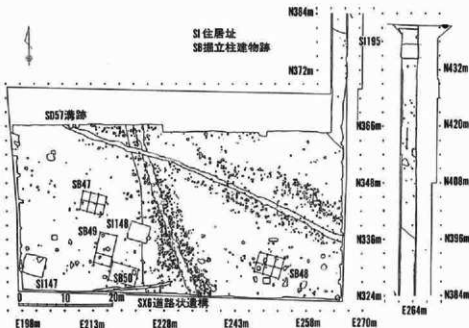 SI住居址
SB掘立柱建物跡
N384m
N372m
N366m
N348m
N336m
N324m
SI195
N432m
N420m
N408m
N396m
N384m
E264m
SD57溝跡
SB47
SB49
SI148
SB50
SB48
SI147
SX6道路状遺構
0 10 20m
E198m E213m E228m E243m E258m E270m